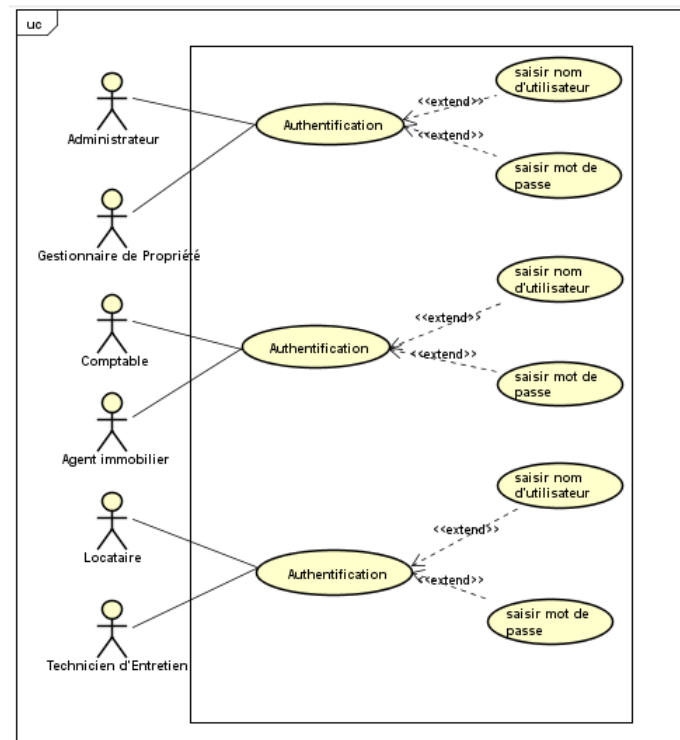 uc
Administrateur
Gestionnaire de Propriété
Comptable
Agent immobilier
Locataire
Technicien d'Entretien
Authentification
<<extend>>
<<extend>>
saisir nom
d'utilisateur
saisir mot de
passe
Authentification
<<extend>>
<<extend>>
saisir nom
d'utilisateur
saisir mot de
passe
Authentification
<<extend>>
<<extend>>
saisir nom
d'utilisateur
saisir mot de
passe